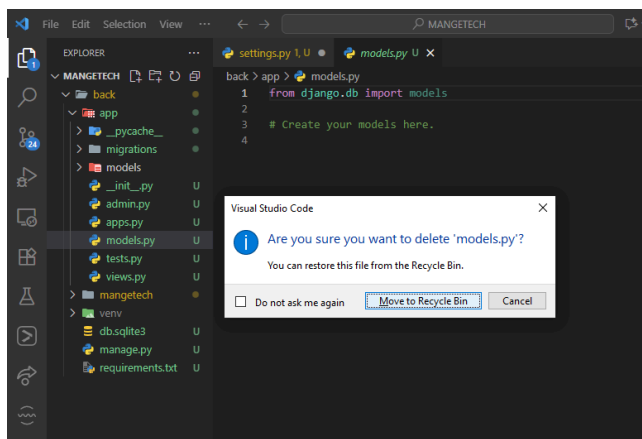 File Edit Selection View ··· MANGETECH
EXPLORER ···
settings.py 1, U models.py U
MANGETECH
back > app > models.py
back
app
__pycache__
migrations
models
__init__.py U
admin.py U
apps.py U
models.py U
tests.py U
views.py U
mangetech
venv
db.sqlite3 U
manage.py U
requirements.txt U
1
24
1 from django.db import models
2
3 # Create your models here.
4
Visual Studio Code
Are you sure you want to delete 'models.py'?
You can restore this file from the Recycle Bin.
Do not ask me again Move to Recycle Bin Cancel